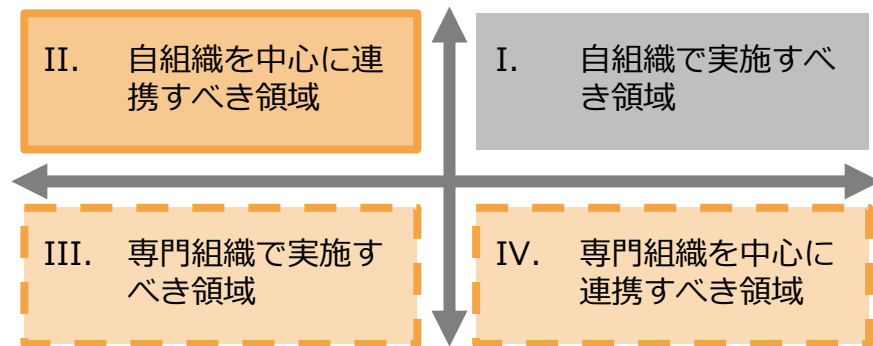 II. 自組織を中心に連
携すべき領域
I. 自組織で実施すべ
き領域
III. 専門組織で実施す
べき領域
IV. 専門組織を中心に
連携すべき領域